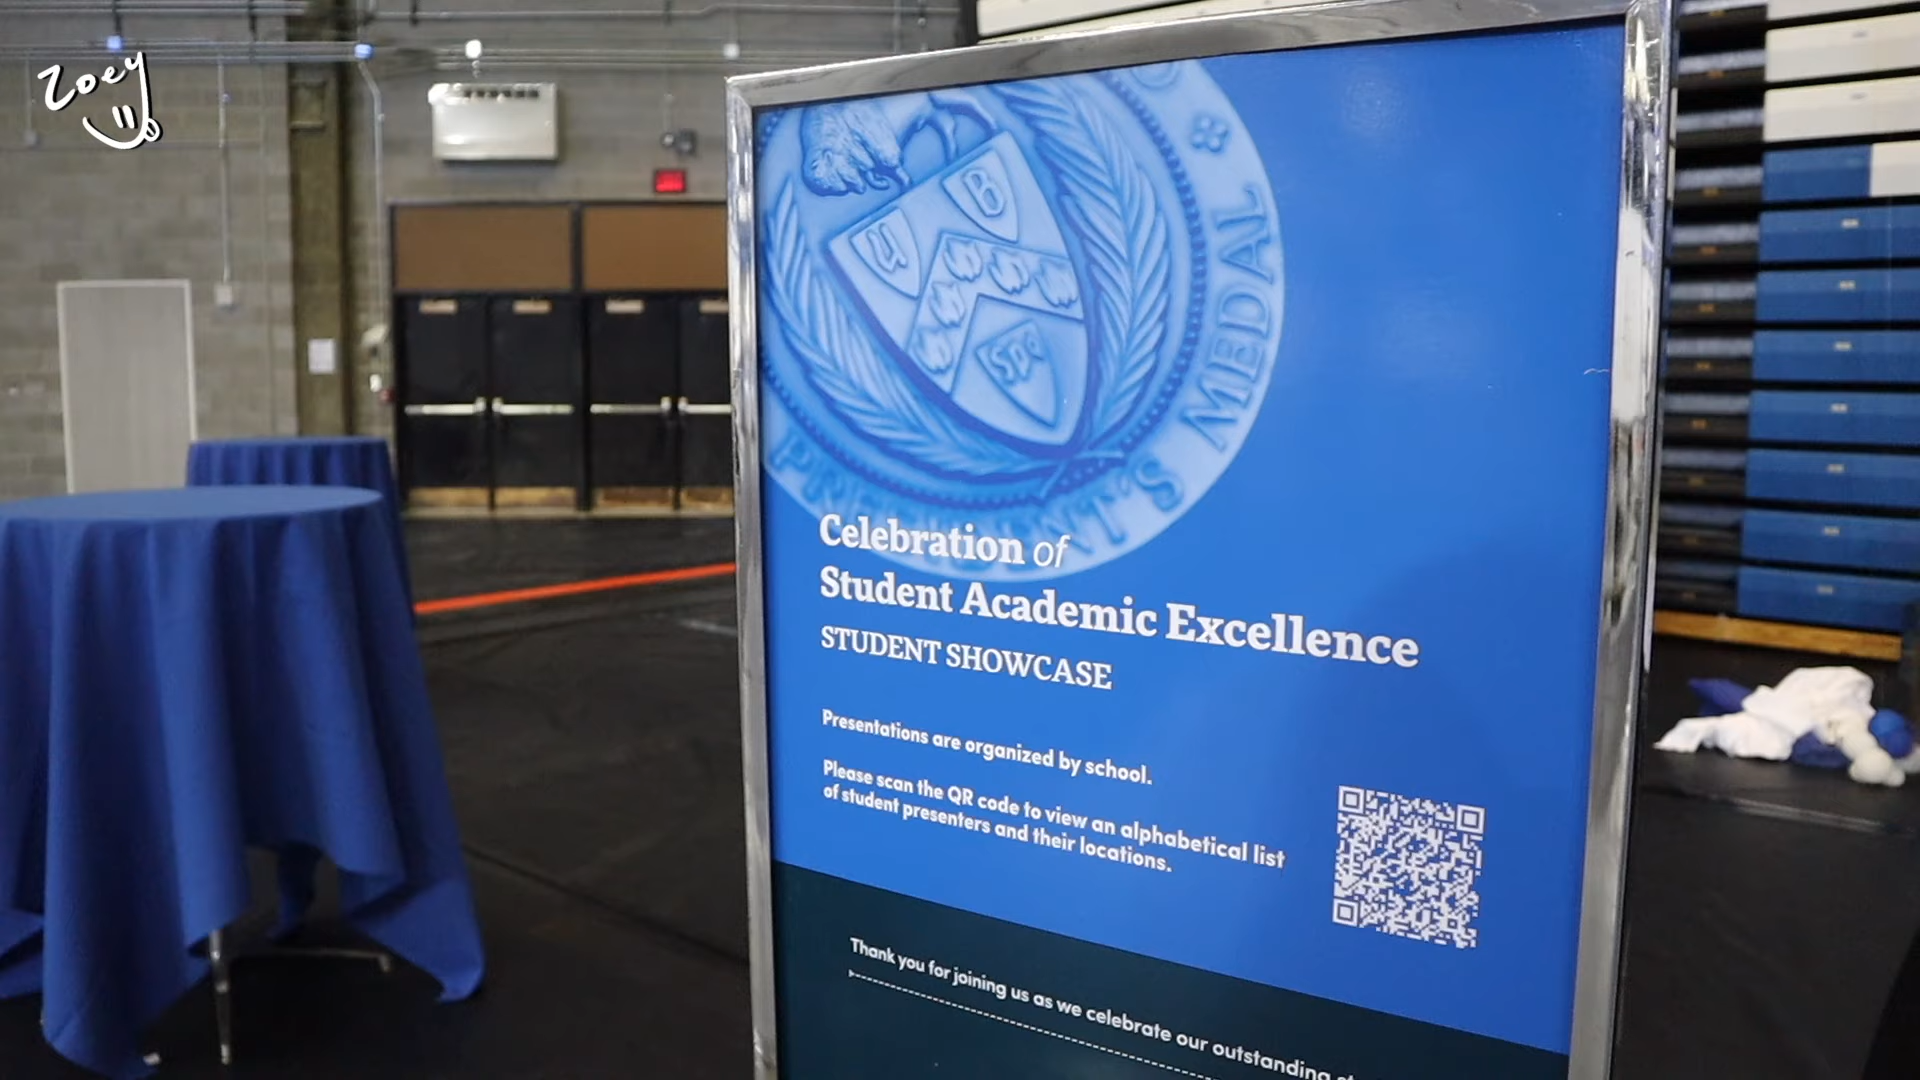 Zoey
U B
PRESIDENT'S MEDAL
Celebration of
Student Academic Excellence
STUDENT SHOWCASE
Presentations are organized by school.
Please scan the QR code to view an alphabetical list
of student presenters and their locations.
Thank you for joining us as we celebrate our outstanding